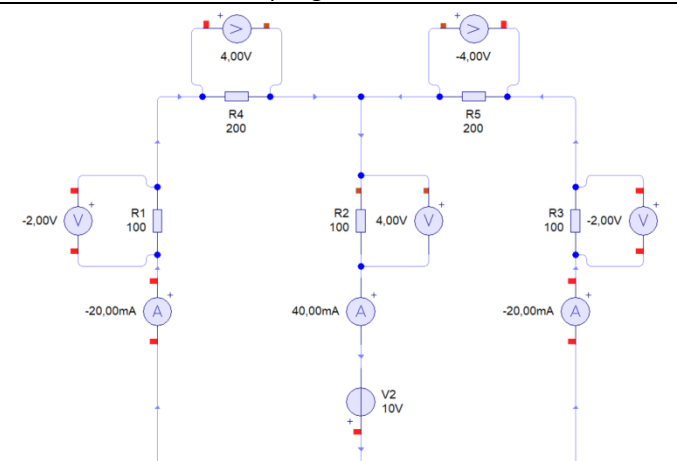 + +
4,00V -4,00V
R4 R5
200 200
+ + +
-2,00V V R1 100 R2 100 4,00V V R3 100 -2,00V V
+ + +
-20,00mA A 40,00mA A -20,00mA A
V2
10V
+